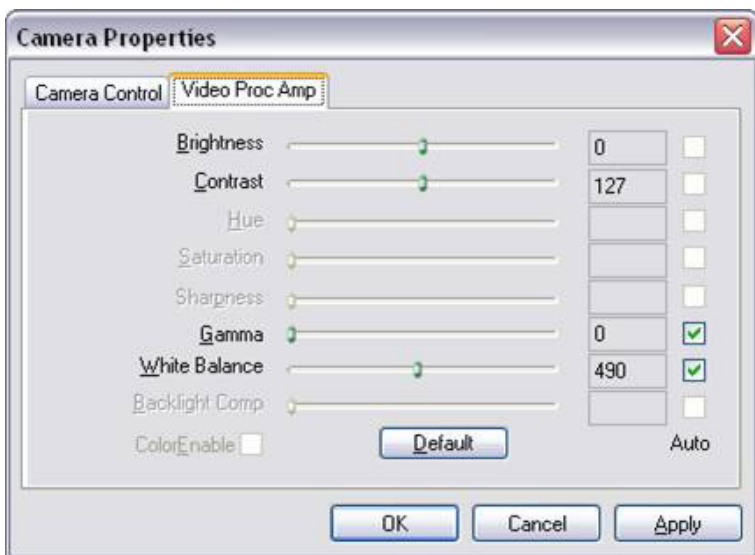 Camera Properties
Camera Control Video Proc Amp
Brightness 0
Contrast 127
Hue
Saturation
Sharpness
Gamma 0
White Balance 490
Backlight Comp
ColorEnable Default Auto
OK Cancel Apply